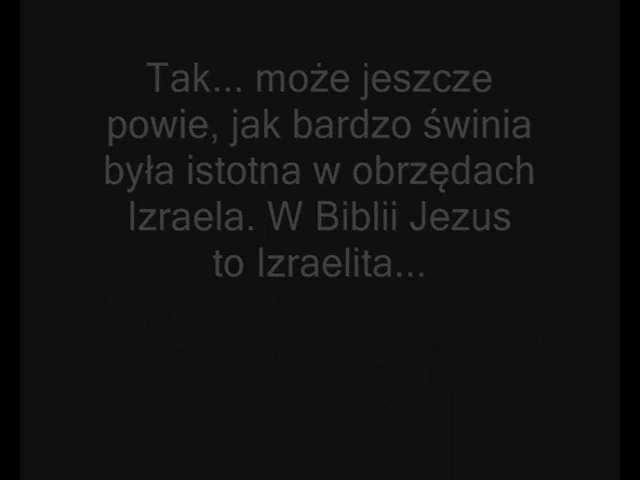 Tak... może jeszcze
powie, jak bardzo świnia
była istotna w obrzędach
Izraela. W Biblii Jezus
to Izraelita...